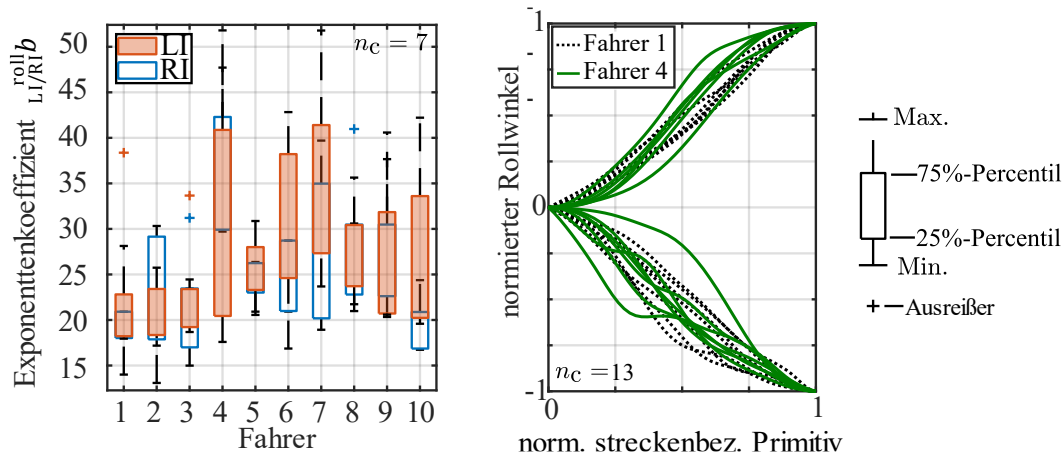 Exponentenkoeffizient LI/RI roll b
50
45
40
35
30
25
20
15
LI
RI
n_C = 7
1 2 3 4 5 6 7 8 9 10
Fahrer
normierter Rollwinkel
1
0
-1
Fahrer 1
Fahrer 4
n_C =13
0 1
norm. streckenbez. Primitiv
Max.
75%-Percentil
25%-Percentil
Min.
Ausreißer